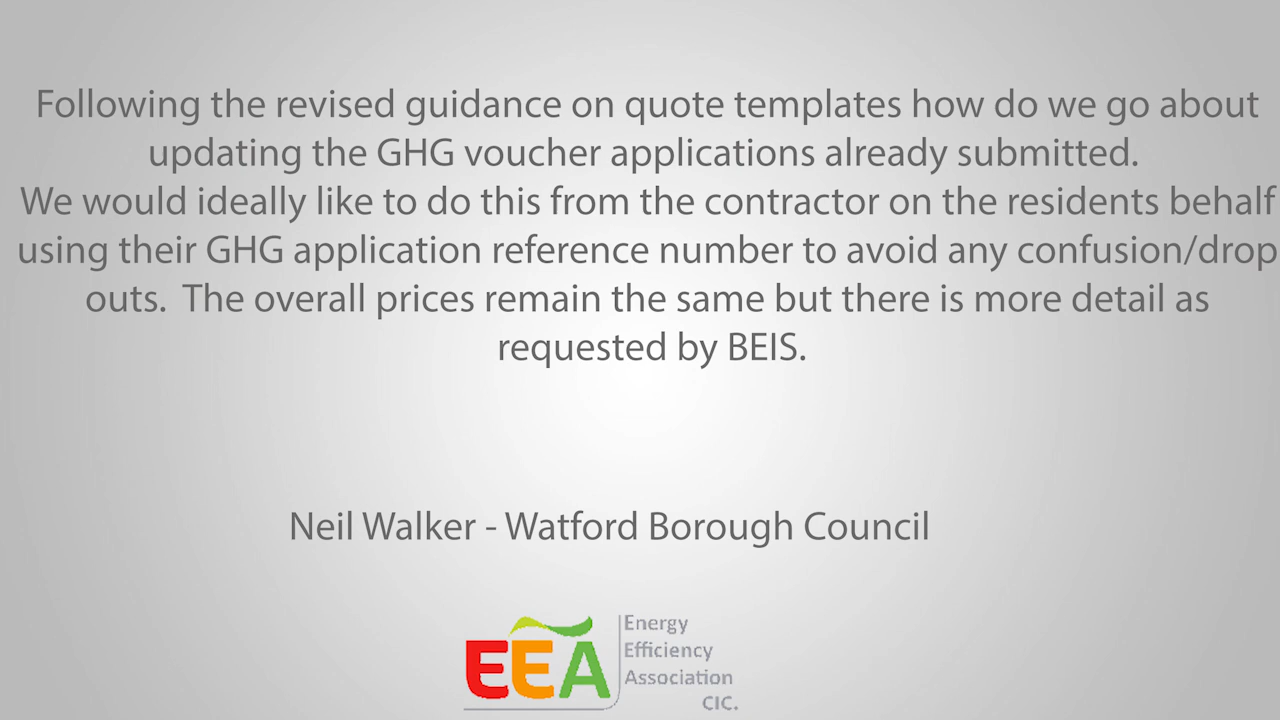 Following the revised guidance on quote templates how do we go about
updating the GHG voucher applications already submitted.
We would ideally like to do this from the contractor on the residents behalf
using their GHG application reference number to avoid any confusion/drop
outs.  The overall prices remain the same but there is more detail as
requested by BEIS.
Neil Walker - Watford Borough Council
EEA
Energy
Efficiency
Association
CIC.